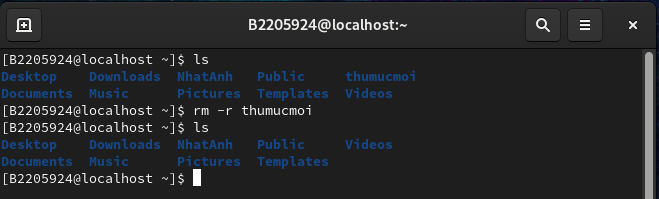 B2205924@localhost:~
[B2205924@localhost ~]$ ls
Desktop    Downloads  NhatAnh   Public     thumucmoi
Documents  Music      Pictures  Templates  Videos
[B2205924@localhost ~]$ rm -r thumucmoi
[B2205924@localhost ~]$ ls
Desktop    Downloads  NhatAnh   Public     Videos
Documents  Music      Pictures  Templates
[B2205924@localhost ~]$